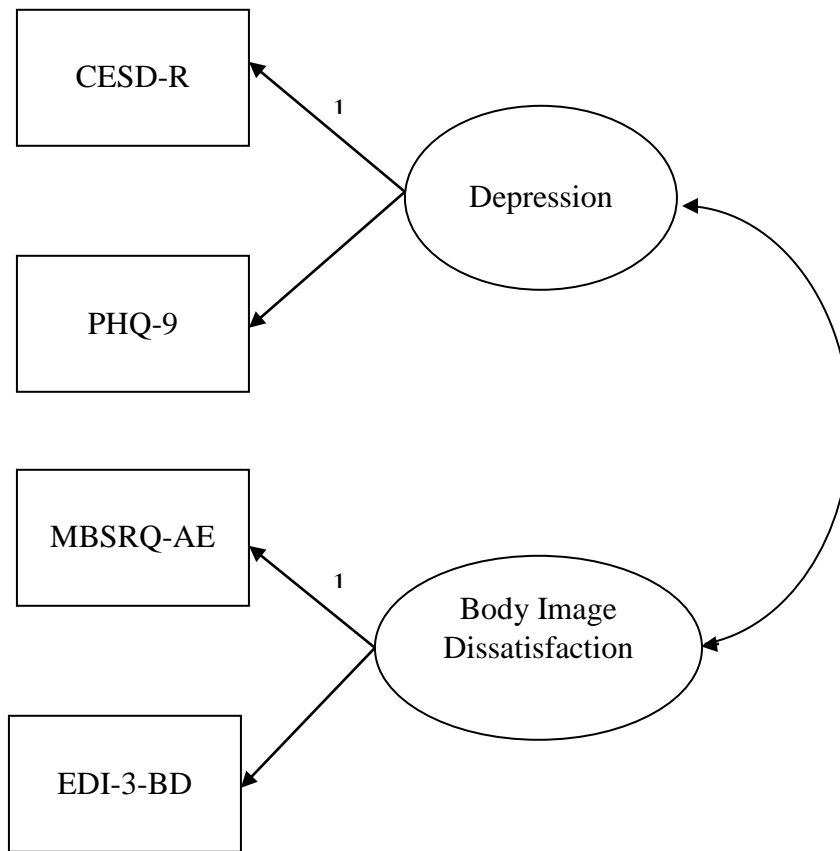 CESD-R
1
Depression
PHQ-9
MBSRQ-AE
1
Body Image
Dissatisfaction
EDI-3-BD